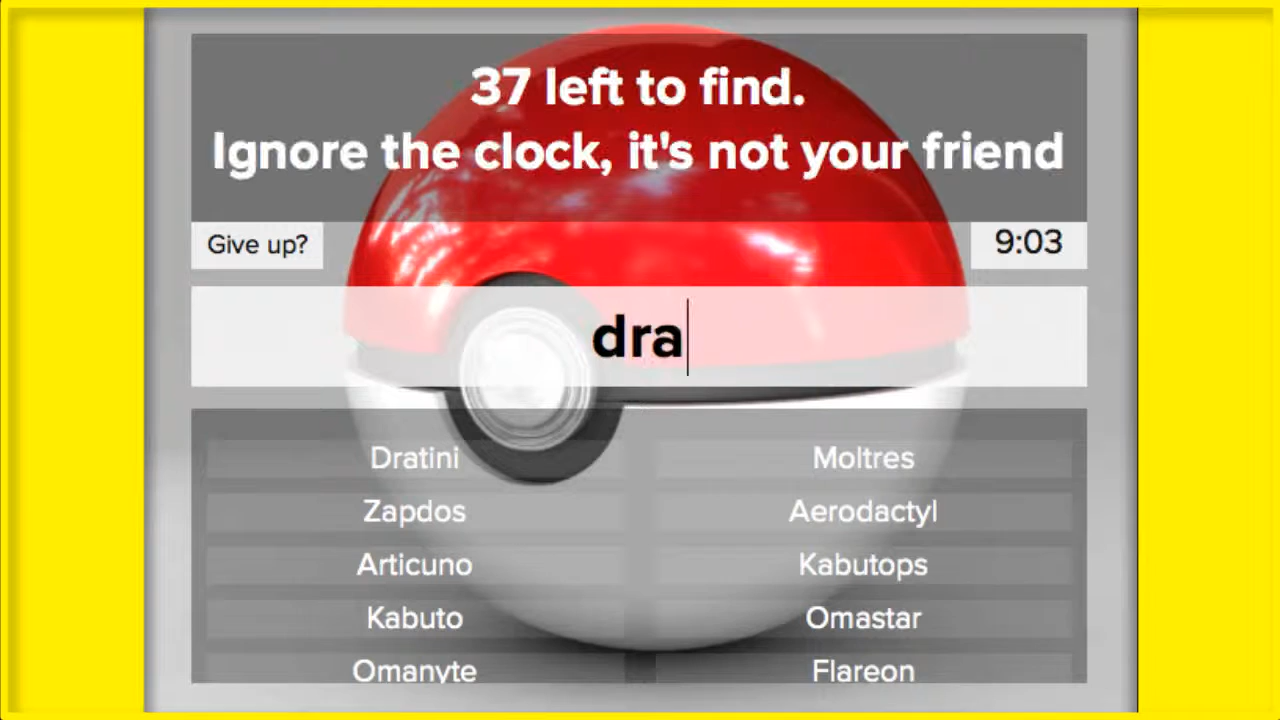 37 left to find.
Ignore the clock, it's not your friend
Give up?
9:03
dra
Dratini
Moltres
Zapdos
Aerodactyl
Articuno
Kabutops
Kabuto
Omastar
Omanyte
Flareon